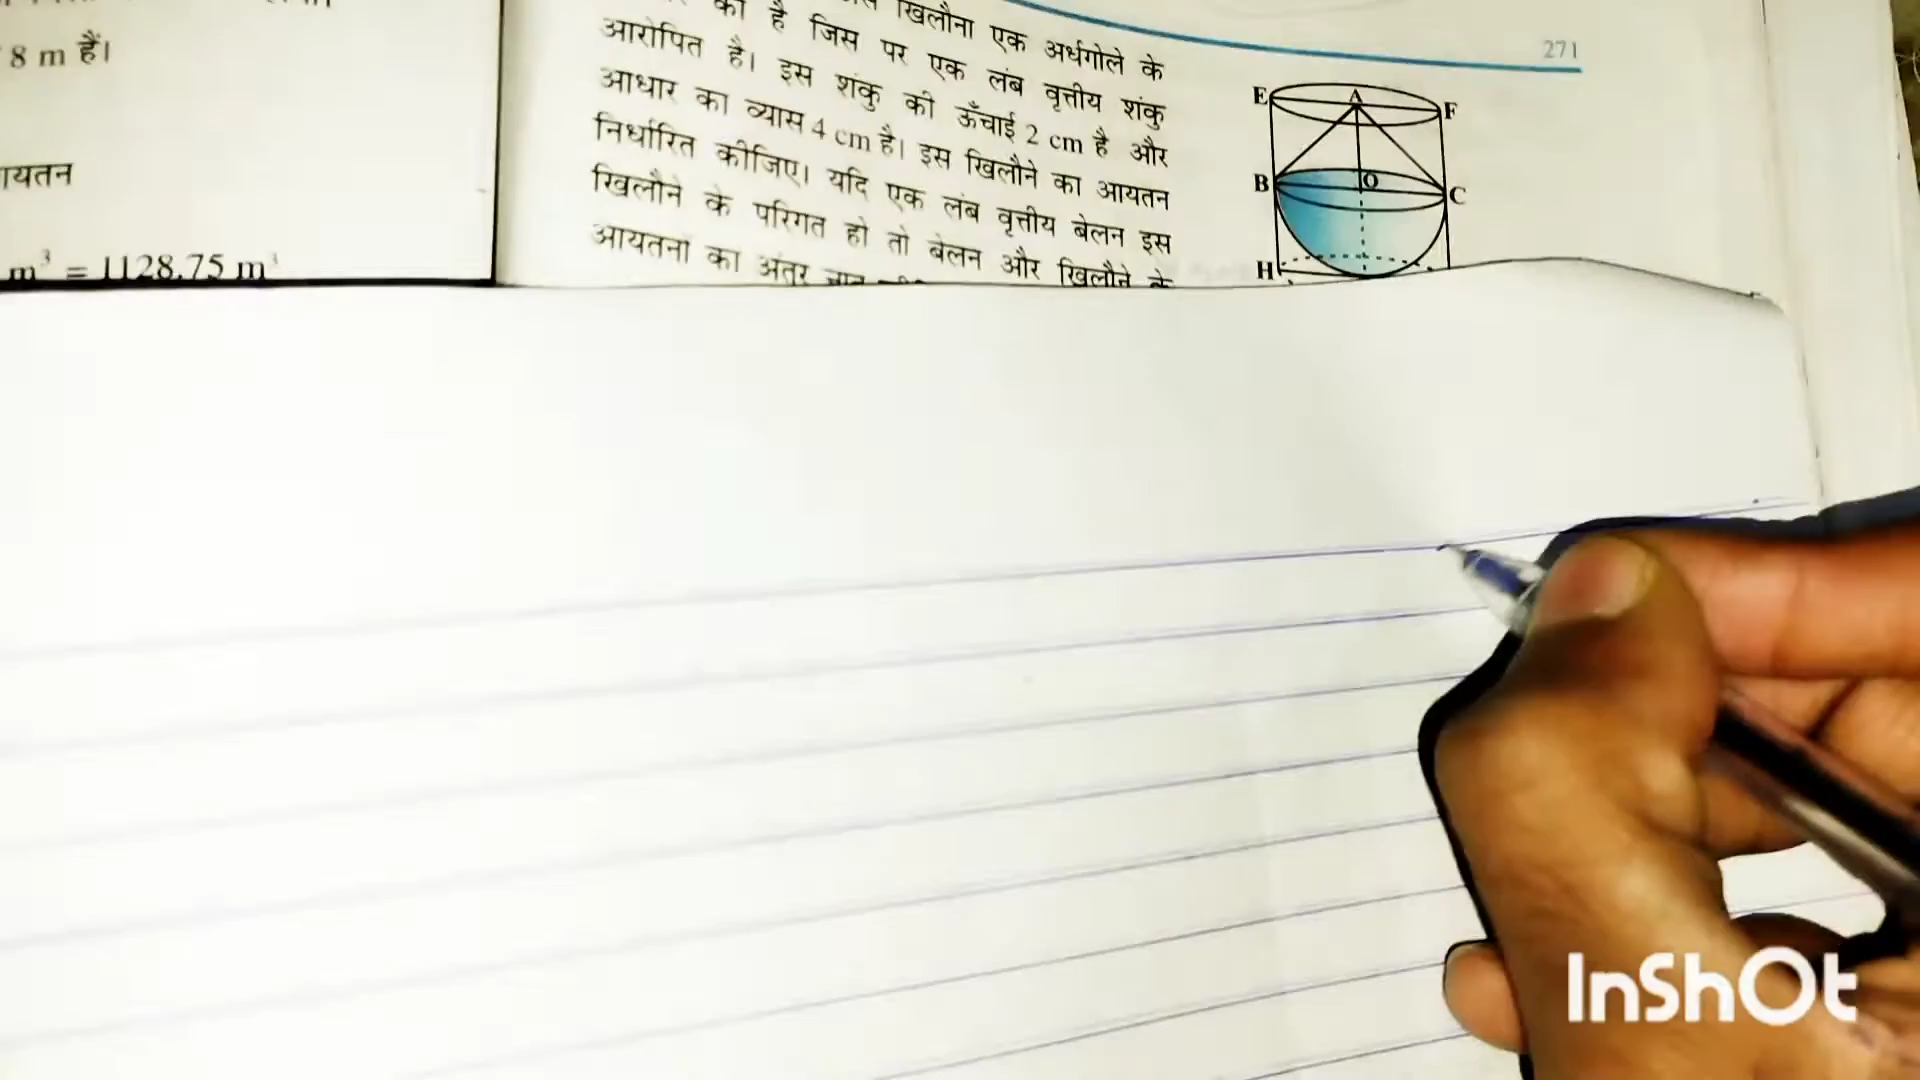 8 m हैं।
m³ = 1128.75 m³
271
खिलौना एक अर्धगोले के
का है जिस पर एक लंब वृत्तीय शंकु
आरोपित है। इस शंकु की ऊँचाई 2 cm है और
आधार का व्यास 4 cm है। इस खिलौने का आयतन
निर्धारित कीजिए। यदि एक लंब वृत्तीय बेलन इस
खिलौने के परिगत हो तो बेलन और खिलौने के
आयतनों का अंतर
E A F
B O C
H
InShOt